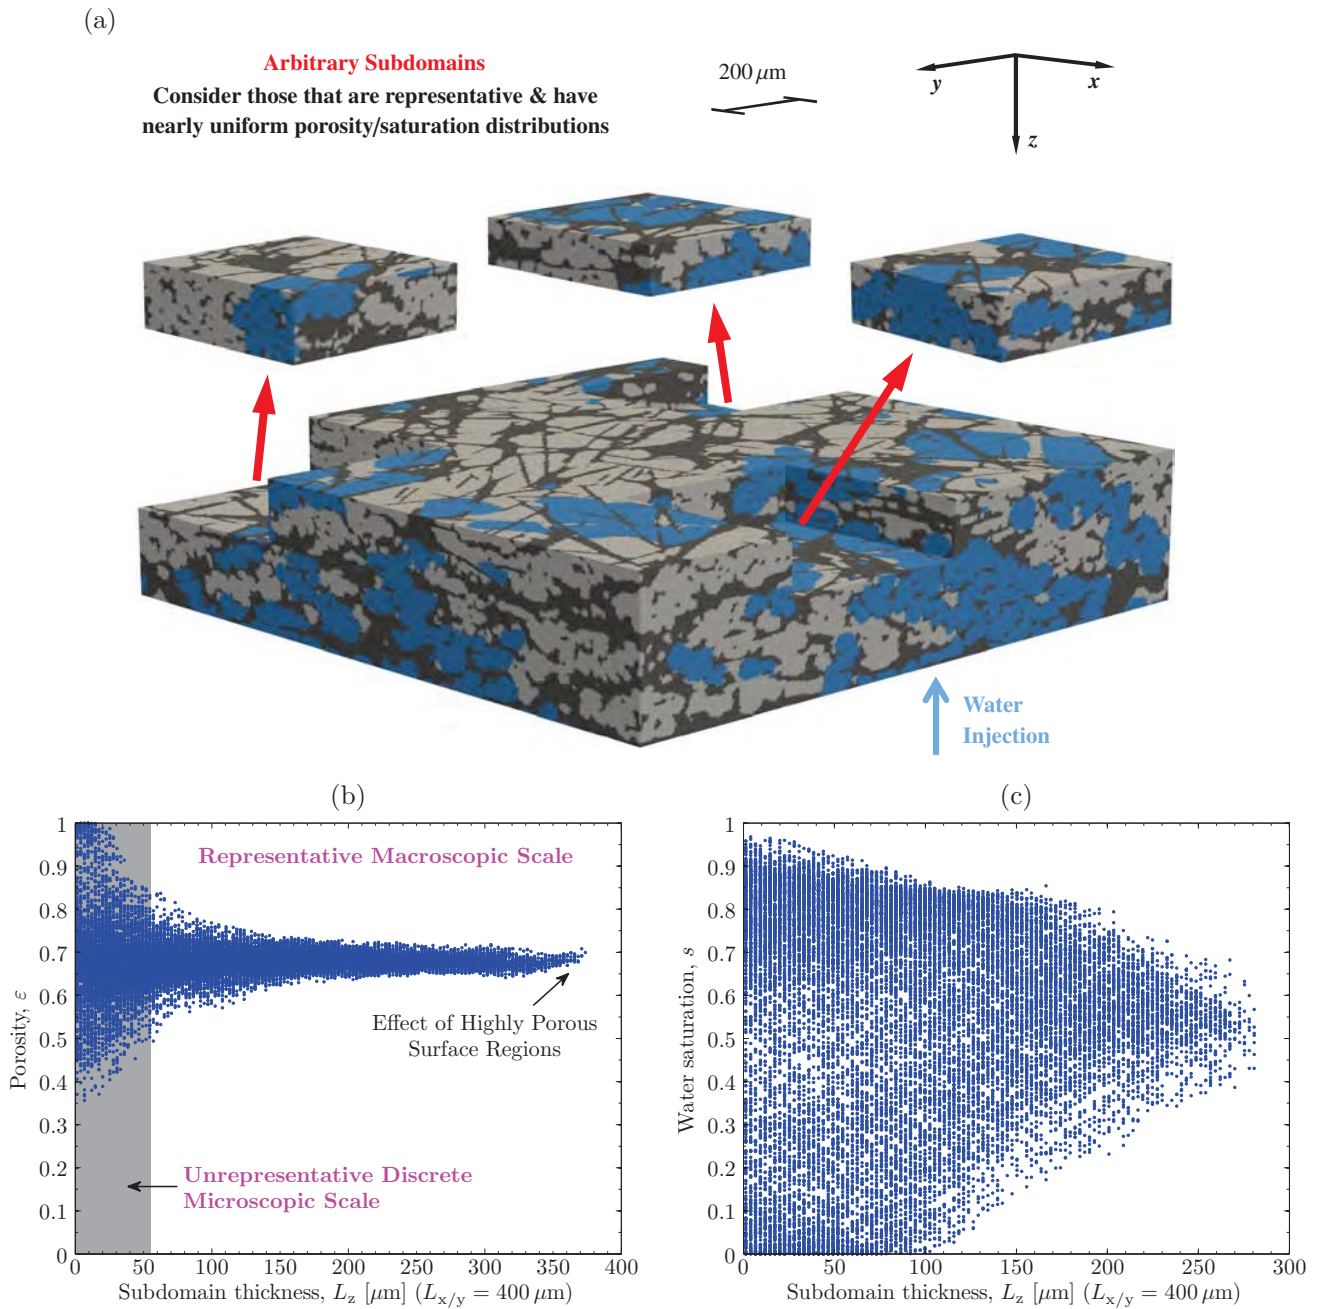 (a)
Arbitrary Subdomains
Consider those that are representative & have
nearly uniform porosity/saturation distributions
200 μm
y
x
z
Water
Injection
(b)
1
0.9
0.8
0.7
0.6
0.5
0.4
0.3
0.2
0.1
0
Porosity, ε
Representative Macroscopic Scale
Effect of Highly Porous
Surface Regions
Unrepresentative Discrete
Microscopic Scale
0 50 100 150 200 250 300 350 400
Subdomain thickness, Lz [μm] (Lx/y = 400 μm)
(c)
1
0.9
0.8
0.7
0.6
0.5
0.4
0.3
0.2
0.1
0
Water saturation, s
0 50 100 150 200 250 300
Subdomain thickness, Lz [μm] (Lx/y = 400 μm)